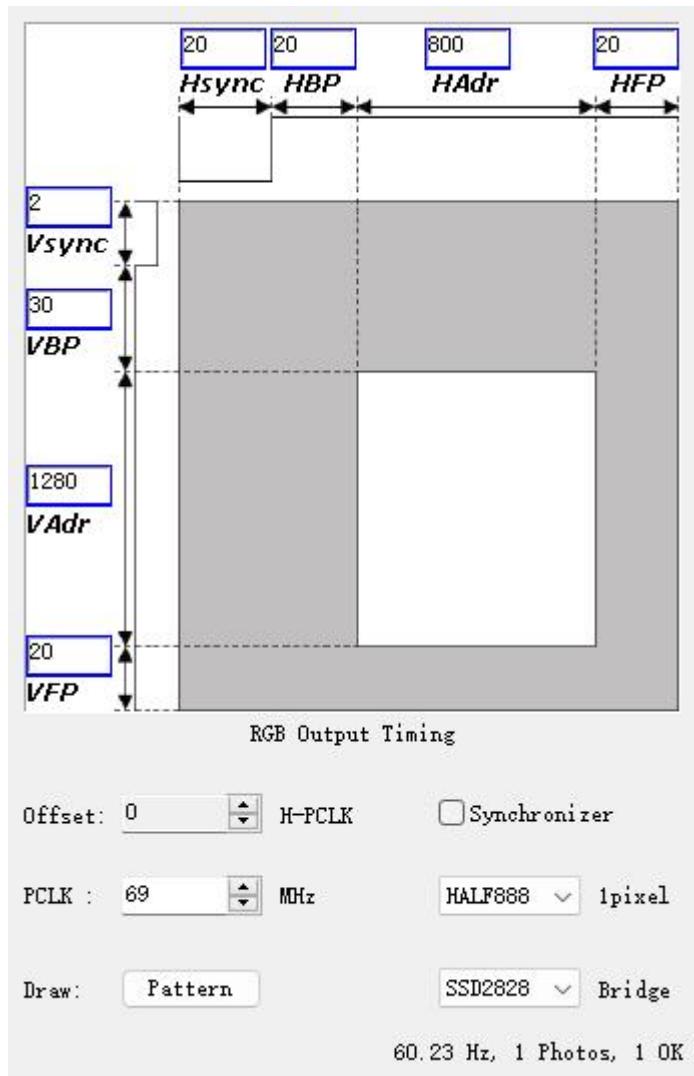 20 20 800 20
Hsync HBP HAdr HFP
2
Vsync
30
VBP
1280
VAdr
20
VFP
RGB Output Timing
Offset: 0 H-PCLK Synchronizer
PCLK : 69 MHz HALF888 1pixel
Draw: Pattern SSD2828 Bridge
60.23 Hz, 1 Photos, 1 OK